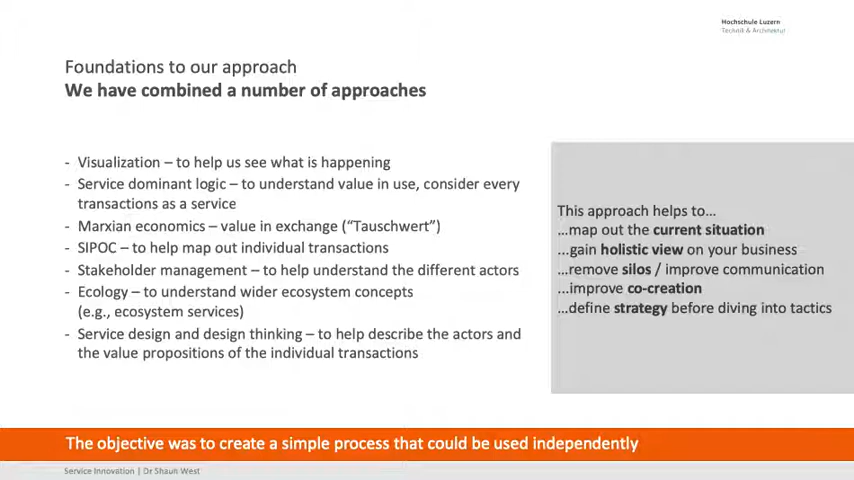 Hochschule Luzern
Technik & Architektur
Foundations to our approach
We have combined a number of approaches
- Visualization – to help us see what is happening
- Service dominant logic – to understand value in use, consider every
transactions as a service
- Marxian economics – value in exchange (“Tauschwert”)
- SIPOC – to help map out individual transactions
- Stakeholder management – to help understand the different actors
- Ecology – to understand wider ecosystem concepts
(e.g., ecosystem services)
- Service design and design thinking – to help describe the actors and
the value propositions of the individual transactions
This approach helps to…
…map out the current situation
…gain holistic view on your business
…remove silos / improve communication
…improve co-creation
…define strategy before diving into tactics
The objective was to create a simple process that could be used independently
Service Innovation | Dr Shaun West